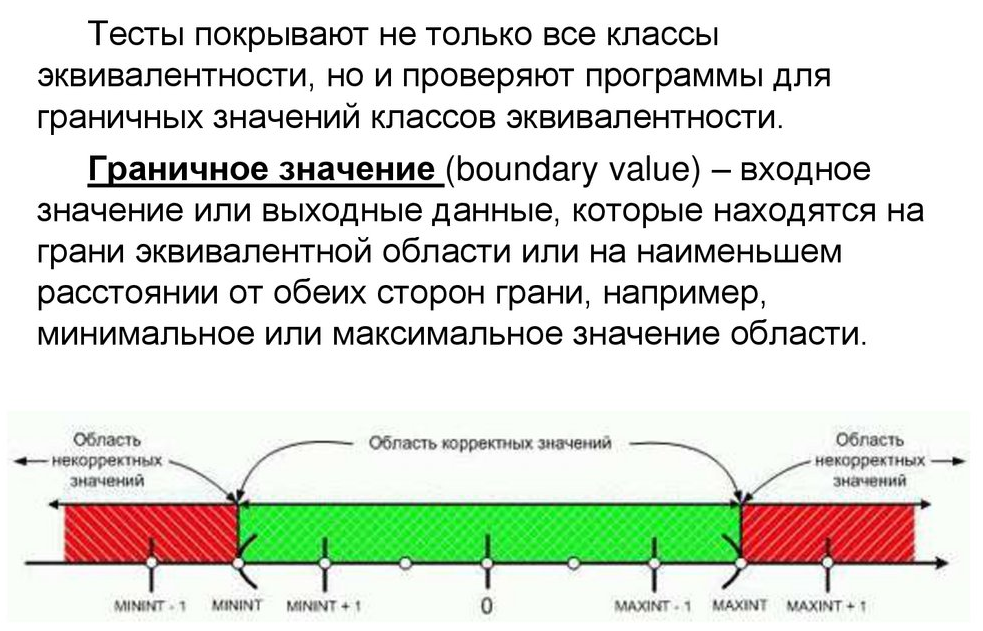 Тесты покрывают не только все классы
эквивалентности, но и проверяют программы для
граничных значений классов эквивалентности.
Граничное значение (boundary value) – входное
значение или выходные данные, которые находятся на
грани эквивалентной области или на наименьшем
расстоянии от обеих сторон грани, например,
минимальное или максимальное значение области.
Область
некорректных
значений
Область корректных значений
Область
некорректных
значений
MININT - 1 MININT MININT + 1 0 MAXINT - 1 MAXINT MAXINT + 1